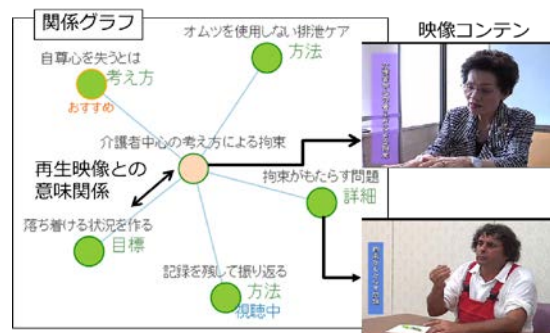 関係グラフ
映像コンテン
オムツを使用しない排泄ケア
方法
自尊心を失うとは
考え方
おすすめ
介護者中心の考え方による拘束
再生映像との
意味関係
拘束がもたらす問題
詳細
落ち着ける状況を作る
目標
記録を残して振り返る
方法
視聴中